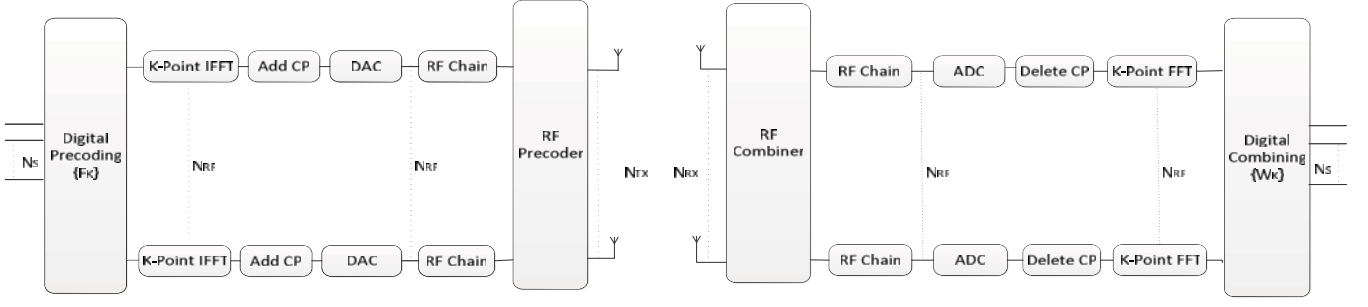 K-Point IFFT Add CP DAC RF Chain
RF Chain ADC Delete CP K-Point FFT
Ns
Digital
Precoding
{Fκ}
NRF
NRF
RF
Precoder
NTX
NRX
RF
Combiner
NRF
NRF
Digital
Combining
{Wκ}
Ns
K-Point IFFT Add CP DAC RF Chain
RF Chain ADC Delete CP K-Point FFT